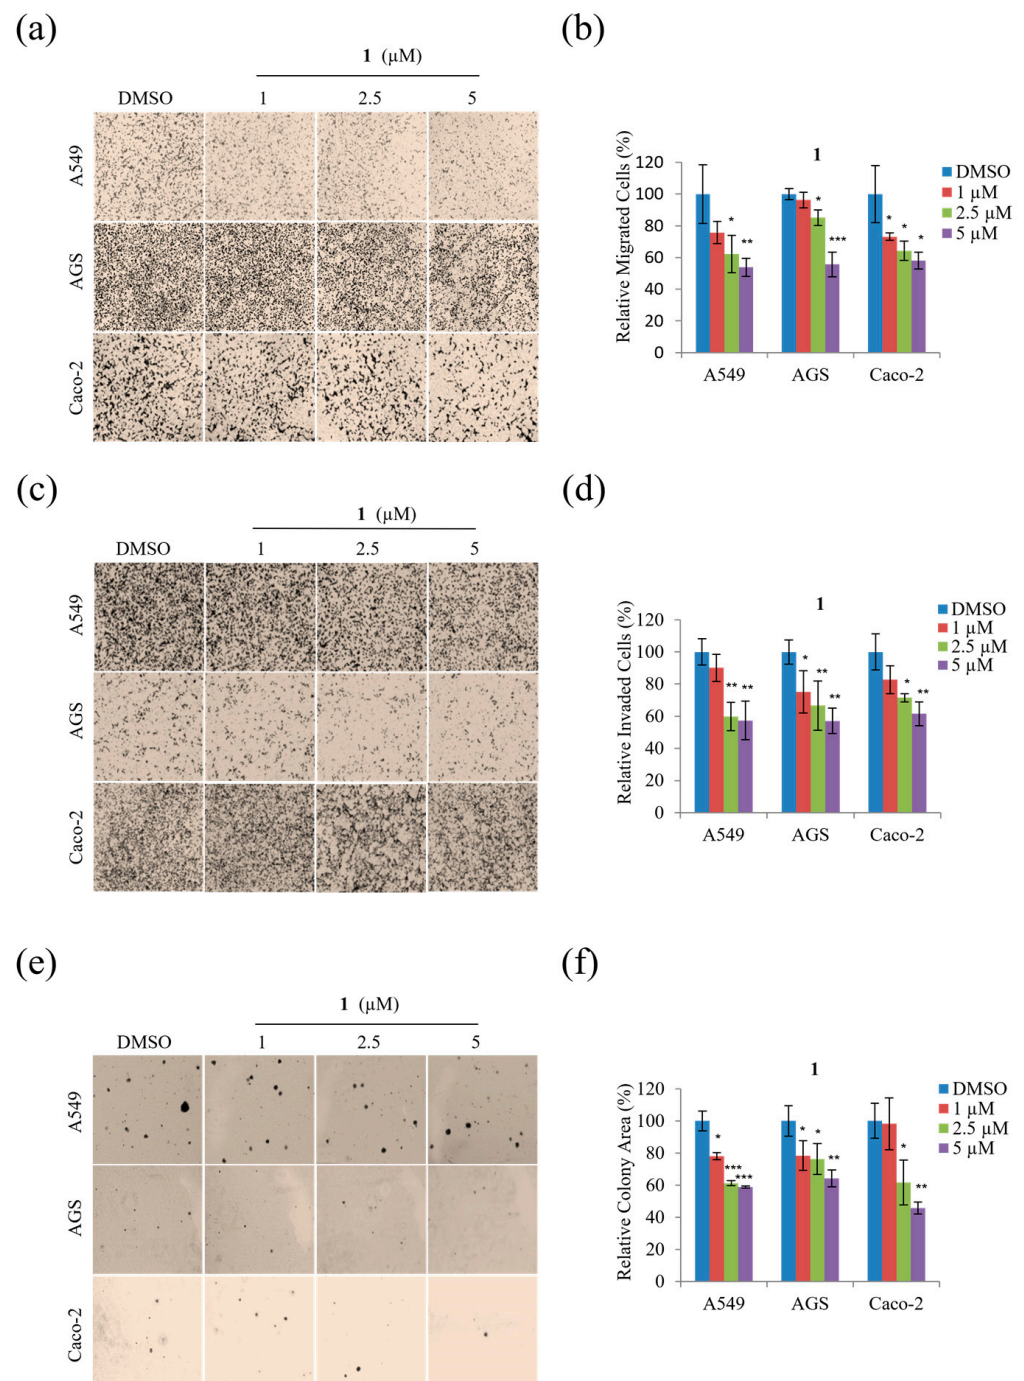 (a)
1 (μM)
DMSO 1 2.5 5
A549
AGS
Caco-2
(b)
1
Relative Migrated Cells (%)
120
100
80
60
40
20
0
* ** * *** * * *
A549 AGS Caco-2
DMSO
1 μM
2.5 μM
5 μM
(c)
1 (μM)
DMSO 1 2.5 5
A549
AGS
Caco-2
(d)
1
Relative Invaded Cells (%)
120
100
80
60
40
20
0
** ** * ** ** * **
A549 AGS Caco-2
DMSO
1 μM
2.5 μM
5 μM
(e)
1 (μM)
DMSO 1 2.5 5
A549
AGS
Caco-2
(f)
1
Relative Colony Area (%)
120
100
80
60
40
20
0
* *** *** * * ** * **
A549 AGS Caco-2
DMSO
1 μM
2.5 μM
5 μM